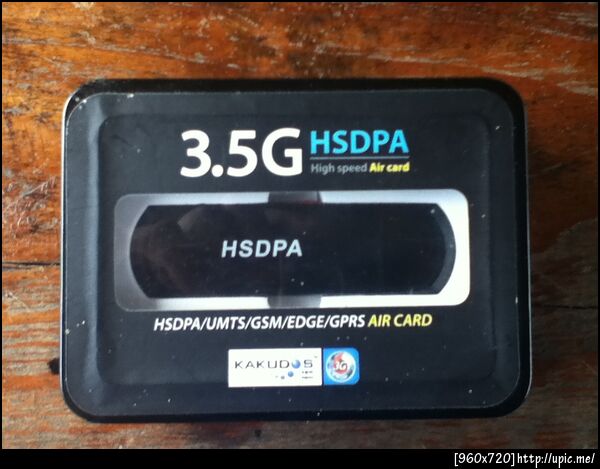 3.5G HSDPA
High speed Air card
HSDPA
HSDPA/UMTS/GSM/EDGE/GPRS AIR CARD
KAKUDOS
3G
[960x720]http://upic.me/